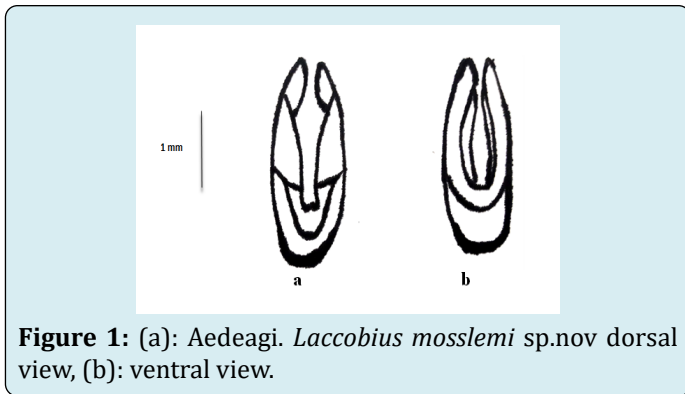 1 mm
a b
Figure 1: (a): Aedeagi. Laccobius mosslemi sp.nov dorsal
view, (b): ventral view.